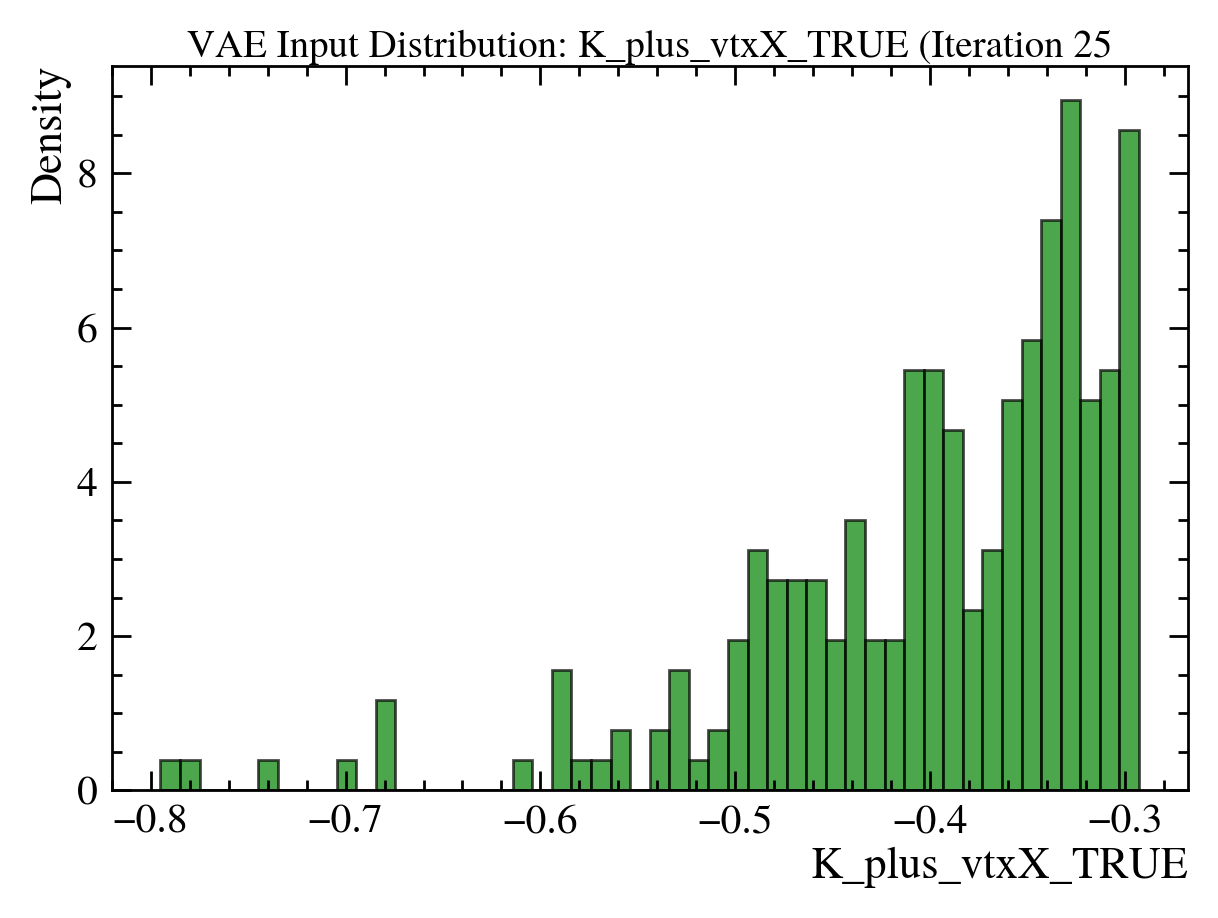 VAE Input Distribution: K_plus_vtxX_TRUE (Iteration 25
Density
8
6
4
2
0
−0.8 −0.7 −0.6 −0.5 −0.4 −0.3
K_plus_vtxX_TRUE